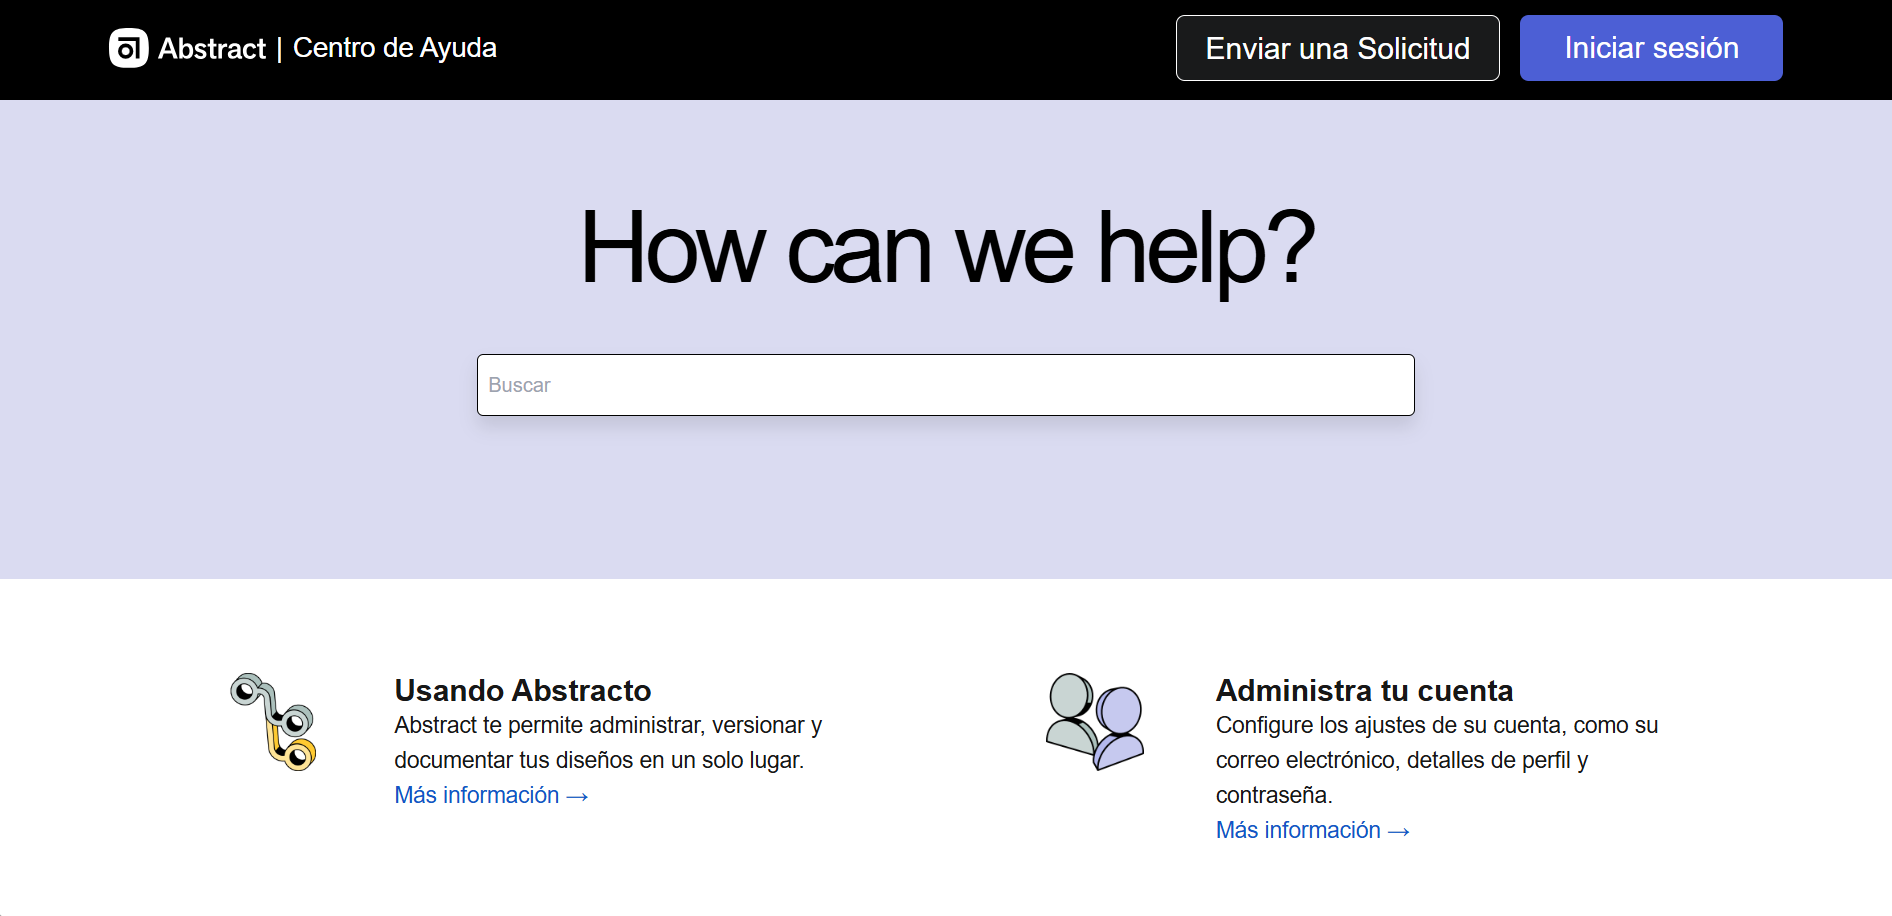 Abstract | Centro de Ayuda
Enviar una Solicitud
Iniciar sesión
How can we help?
Buscar
Usando Abstracto
Abstract te permite administrar, versionar y
documentar tus diseños en un solo lugar.
Más información →
Administra tu cuenta
Configure los ajustes de su cuenta, como su
correo electrónico, detalles de perfil y
contraseña.
Más información →